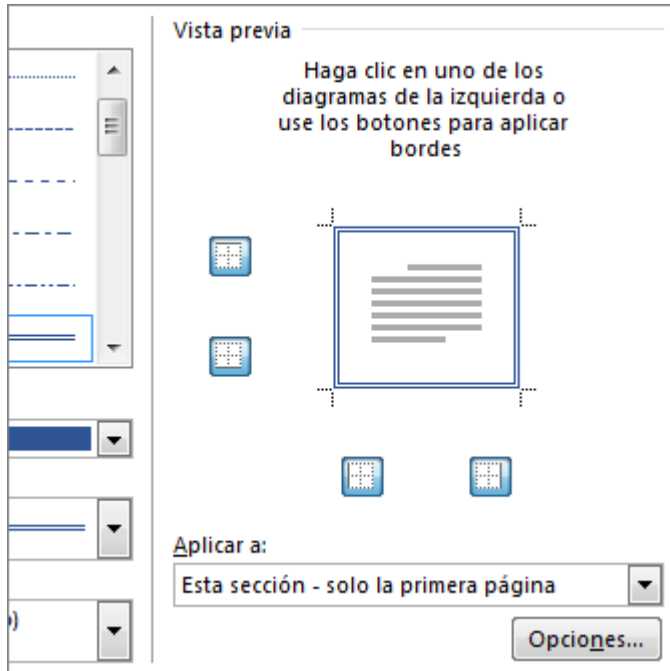 Vista previa
Haga clic en uno de los
diagramas de la izquierda o
use los botones para aplicar
bordes
Aplicar a:
Esta sección - solo la primera página
Opciones...